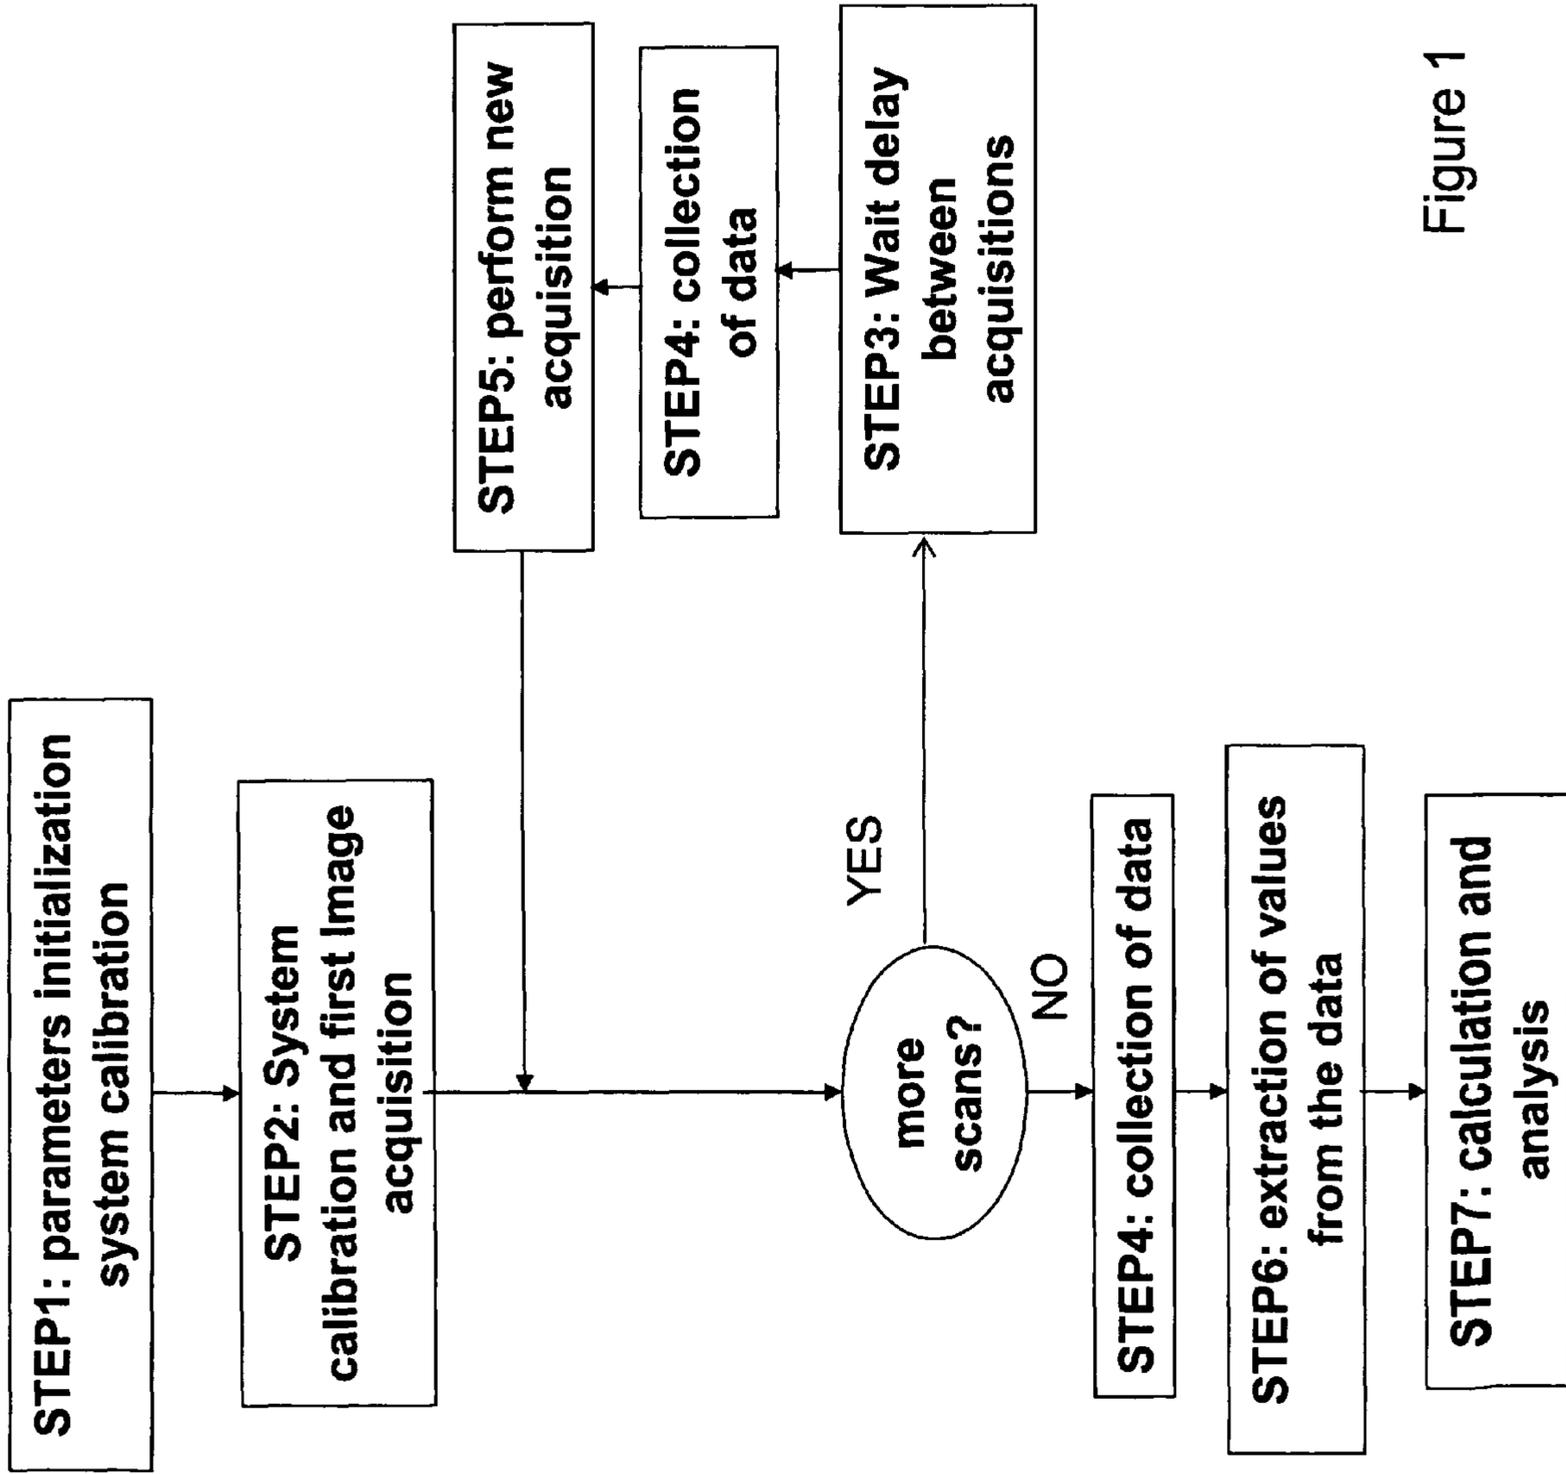 STEP1: parameters initialization
system calibration
STEP2: System
calibration and first Image
acquisition
STEP5: perform new
acquisition
STEP4: collection
of data
STEP3: Wait delay
between
acquisitions
more
scans?
YES
NO
STEP4: collection of data
STEP6: extraction of values
from the data
STEP7: calculation and
analysis
Figure 1